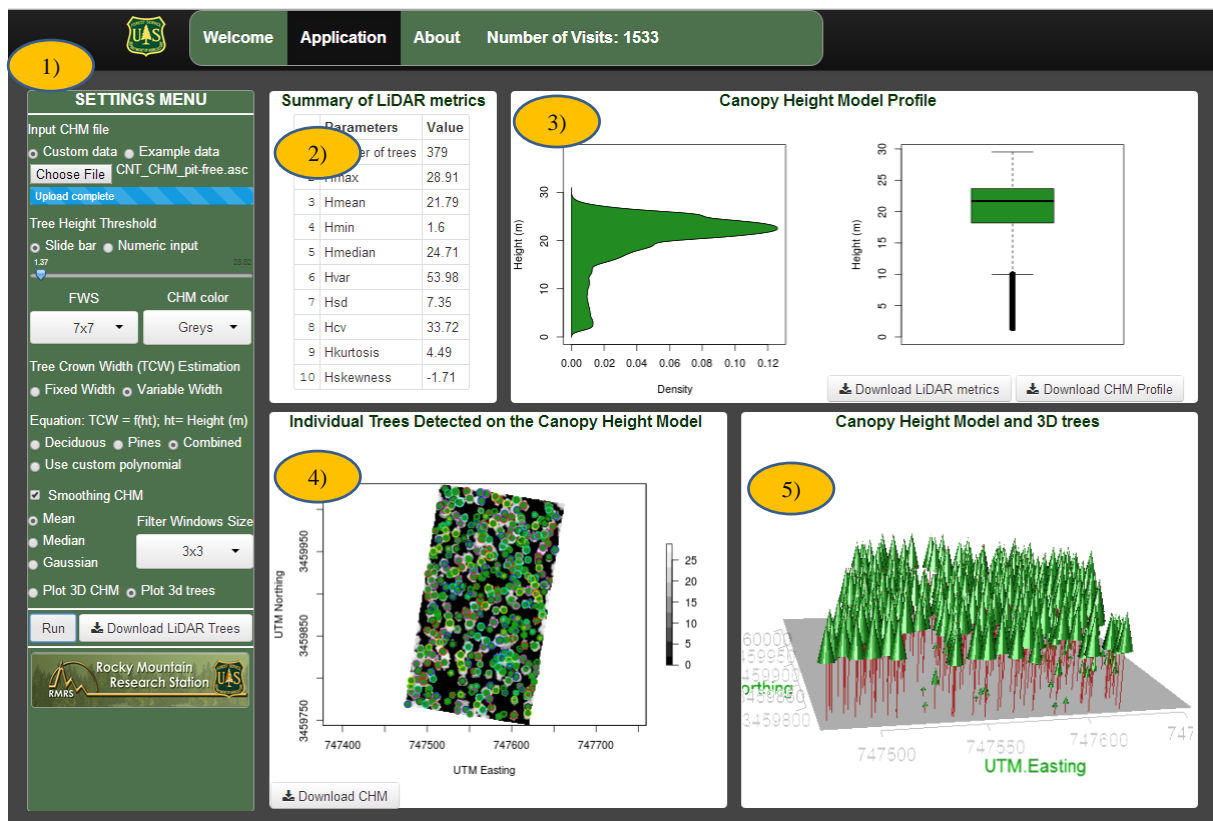 Welcome Application About Number of Visits: 1533
1)
SETTINGS MENU
Input CHM file
Custom data Example data
Choose File CNT_CHM_pit-free.asc
Upload complete
Tree Height Threshold
Slide bar Numeric input
1.37
FWS CHM color
7x7 Greys
Tree Crown Width (TCW) Estimation
Fixed Width Variable Width
Equation: TCW = f(ht); ht= Height (m)
Deciduous Pines Combined
Use custom polynomial
Smoothing CHM
Mean Filter Windows Size
Median
3x3
Gaussian
Plot 3D CHM Plot 3d trees
Run Download LiDAR Trees
Rocky Mountain
Research Station
RMRS
UAS
Summary of LiDAR metrics
2)
Parameters Value
of trees 379
Hmax 28.91
3 Hmean 21.79
4 Hmin 1.6
5 Hmedian 24.71
6 Hvar 53.98
7 Hsd 7.35
8 Hcv 33.72
9 Hkurtosis 4.49
10 Hskewness -1.71
Canopy Height Model Profile
3)
Height (m)
30
20
10
0
0.00 0.02 0.04 0.06 0.08 0.10 0.12
Density
Height (m)
30
25
20
15
10
5
0
Download LiDAR metrics Download CHM Profile
Individual Trees Detected on the Canopy Height Model
4)
UTM Northing
3459950
3459850
3459750
747400 747500 747600 747700
UTM Easting
25
20
15
10
5
0
Download CHM
Canopy Height Model and 3D trees
5)
3459800
747500 747550 747600 747
UTM.Easting